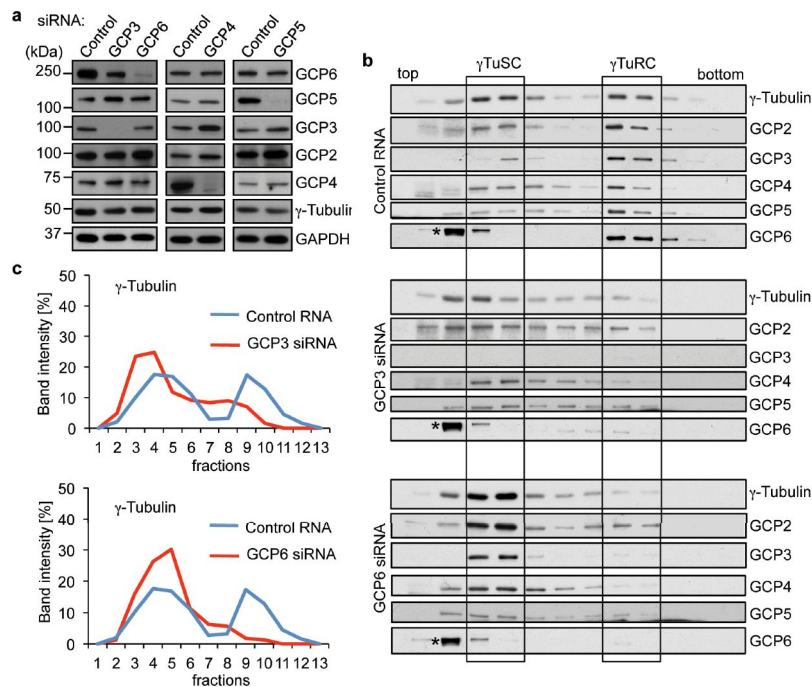 a
siRNA:
Control
GCP3
GCP6
Control
GCP4
Control
GCP5
(kDa)
250
GCP6
100
GCP5
100
GCP3
100
GCP2
75
GCP4
50
γ-Tubulin
37
GAPDH
b
top
γTuSC
γTuRC
bottom
Control RNA
γ-Tubulin
GCP2
GCP3
GCP4
GCP5
*
GCP6
GCP3 siRNA
γ-Tubulin
GCP2
GCP3
GCP4
GCP5
*
GCP6
GCP6 siRNA
γ-Tubulin
GCP2
GCP3
GCP4
GCP5
*
GCP6
c
γ-Tubulin
Control RNA
GCP3 siRNA
Band intensity [%]
50
40
30
20
10
0
1 2 3 4 5 6 7 8 9 10 11 12 13
fractions
γ-Tubulin
Control RNA
GCP6 siRNA
Band intensity [%]
50
40
30
20
10
0
1 2 3 4 5 6 7 8 9 10 11 12 13
fractions